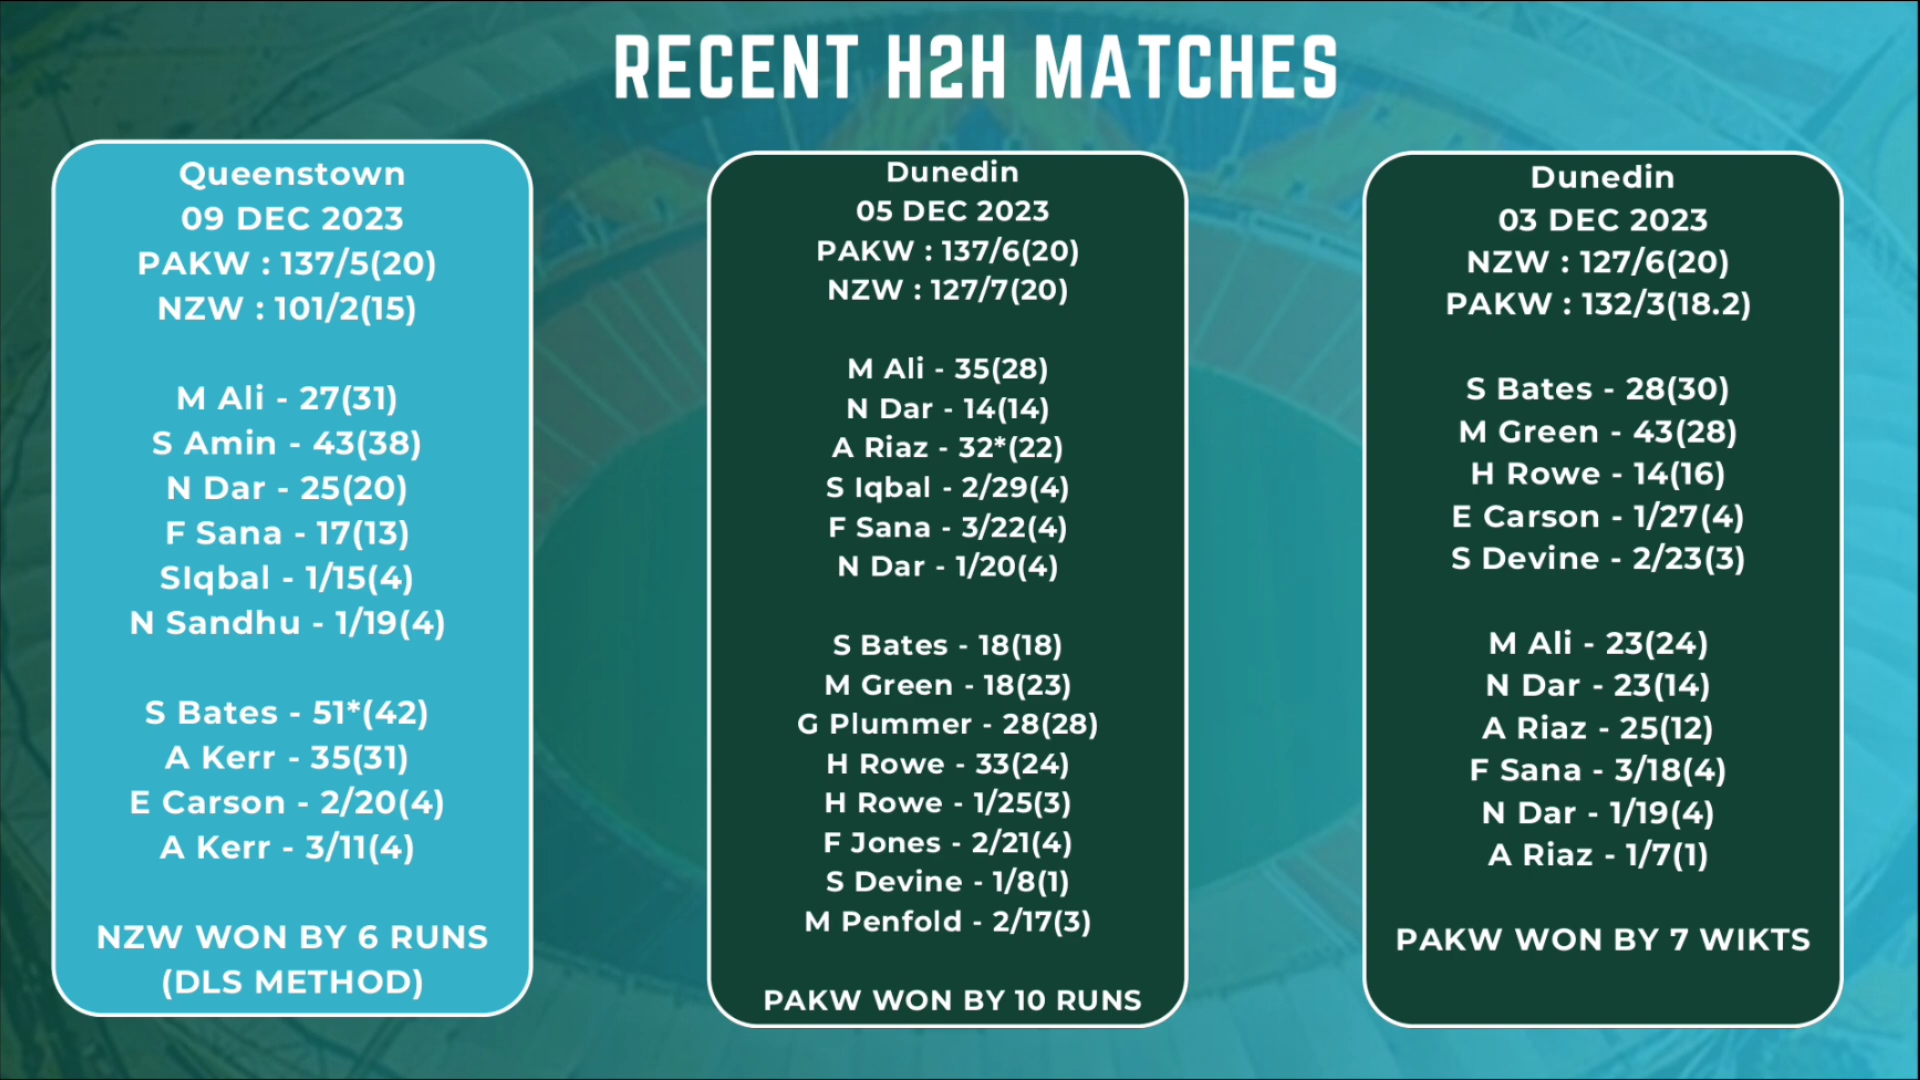 RECENT H2H MATCHES
Queenstown
09 DEC 2023
PAKW : 137/5(20)
NZW : 101/2(15)
M Ali - 27(31)
S Amin - 43(38)
N Dar - 25(20)
F Sana - 17(13)
SIqbal - 1/15(4)
N Sandhu - 1/19(4)
S Bates - 51*(42)
A Kerr - 35(31)
E Carson - 2/20(4)
A Kerr - 3/11(4)
NZW WON BY 6 RUNS
(DLS METHOD)
Dunedin
05 DEC 2023
PAKW : 137/6(20)
NZW : 127/7(20)
M Ali - 35(28)
N Dar - 14(14)
A Riaz - 32*(22)
S Iqbal - 2/29(4)
F Sana - 3/22(4)
N Dar - 1/20(4)
S Bates - 18(18)
M Green - 18(23)
G Plummer - 28(28)
H Rowe - 33(24)
H Rowe - 1/25(3)
F Jones - 2/21(4)
S Devine - 1/8(1)
M Penfold - 2/17(3)
PAKW WON BY 10 RUNS
Dunedin
03 DEC 2023
NZW : 127/6(20)
PAKW : 132/3(18.2)
S Bates - 28(30)
M Green - 43(28)
H Rowe - 14(16)
E Carson - 1/27(4)
S Devine - 2/23(3)
M Ali - 23(24)
N Dar - 23(14)
A Riaz - 25(12)
F Sana - 3/18(4)
N Dar - 1/19(4)
A Riaz - 1/7(1)
PAKW WON BY 7 WIKTS